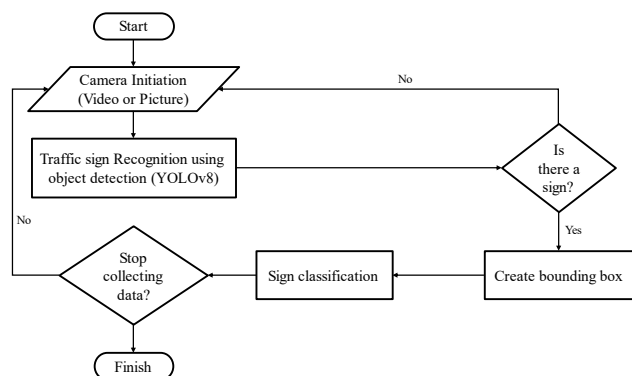 Start
Camera Initiation
(Video or Picture)
No
Traffic sign Recognition using
object detection (YOLOv8)
Is
there a
sign?
Yes
No
Stop
collecting
data?
Sign classification
Create bounding box
Finish